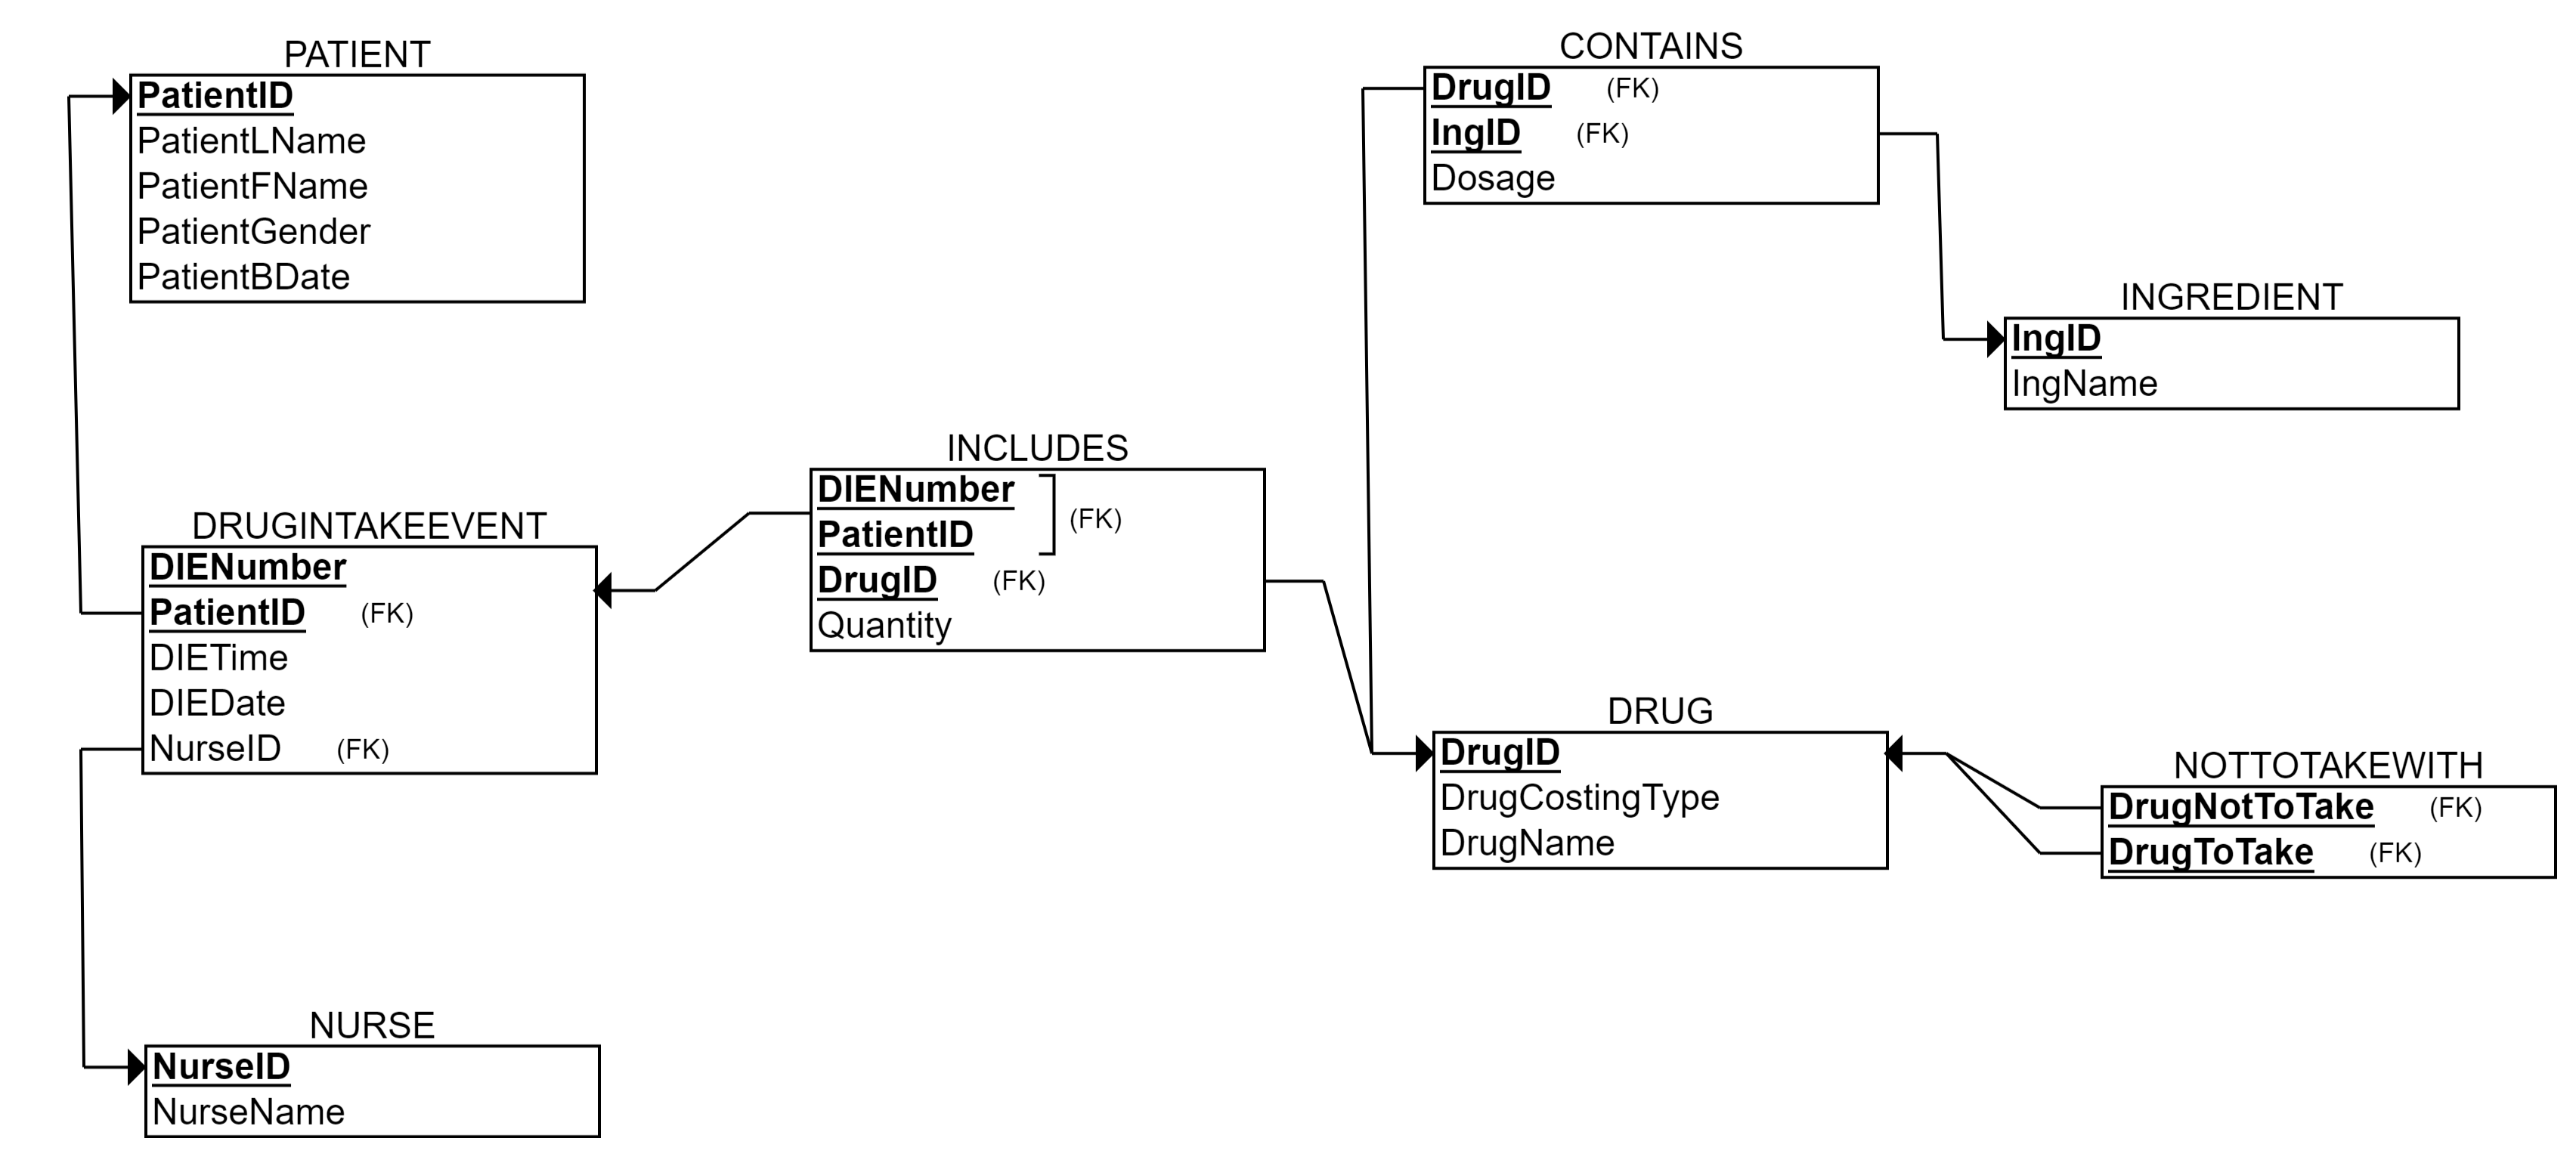 PATIENT
PatientID
PatientLName
PatientFName
PatientGender
PatientBDate
CONTAINS
DrugID (FK)
IngID (FK)
Dosage
INGREDIENT
IngID
IngName
INCLUDES
DIENumber
PatientID
(FK)
DrugID (FK)
Quantity
DRUGINTAKEEVENT
DIENumber
PatientID (FK)
DIETime
DIEDate
NurseID (FK)
DRUG
DrugID
DrugCostingType
DrugName
NOTTOTAKEWITH
DrugNotToTake (FK)
DrugToTake (FK)
NURSE
NurseID
NurseName